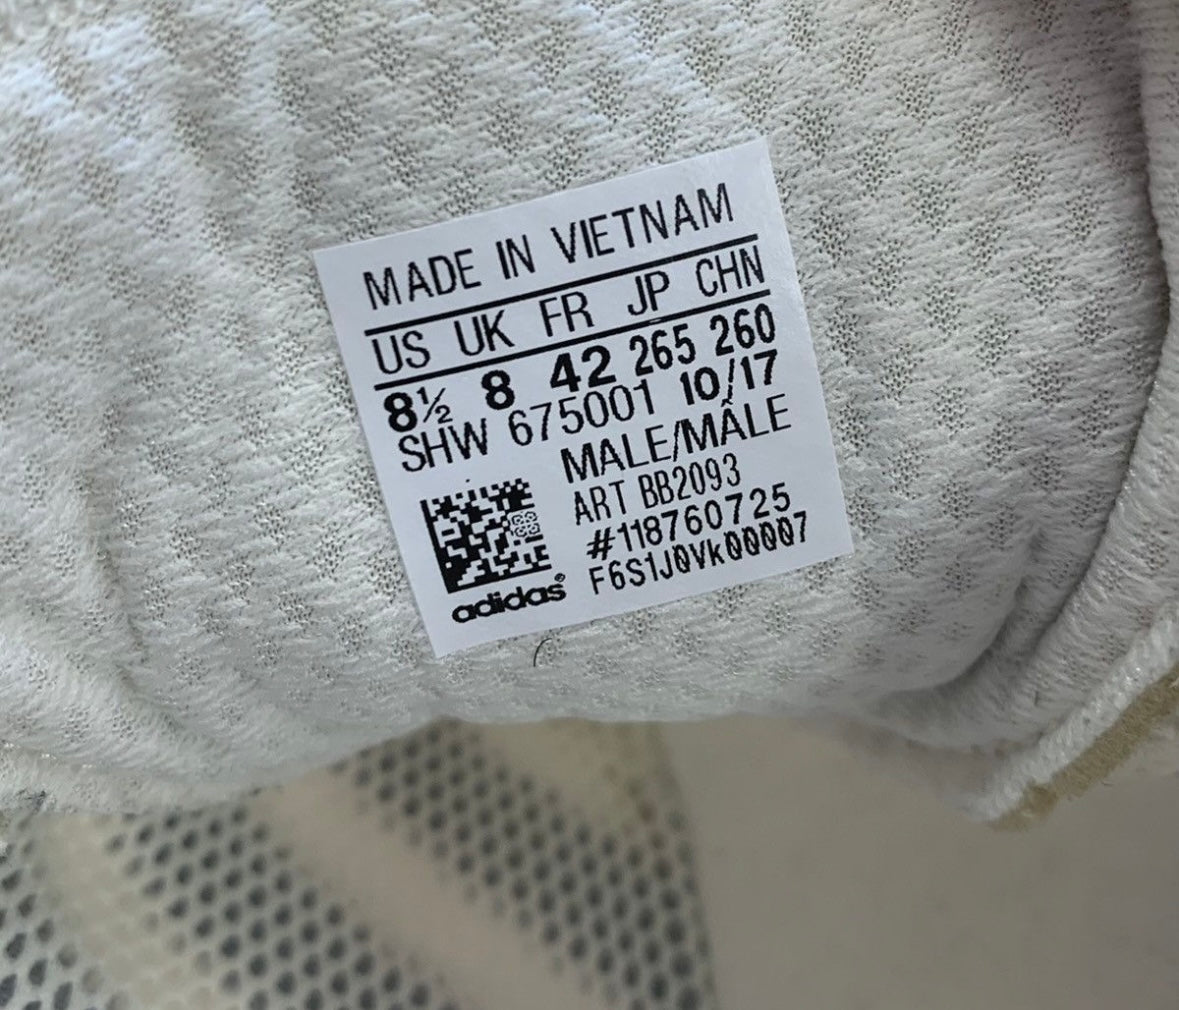 MADE IN VIETNAM
US UK FR JP CHN
8½ 8 42 265 260
SHW 675001 10/17
MALE/MÂLE
ART BB2093
#118760725
F6S1J0Vk00007
adidas®